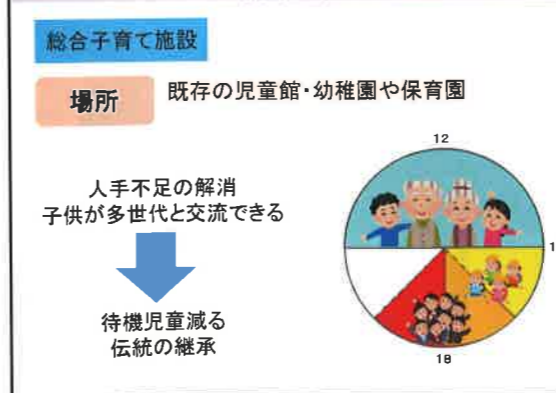 総合子育て施設
場所
既存の児童館・幼稚園や保育園
人手不足の解消
子供が多世代と交流できる
待機児童減る
伝統の継承
12
18